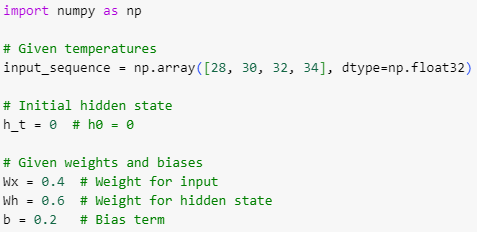 import numpy as np
# Given temperatures
input_sequence = np.array([28, 30, 32, 34], dtype=np.float32)
# Initial hidden state
h_t = 0  # h0 = 0
# Given weights and biases
Wx = 0.4  # Weight for input
Wh = 0.6  # Weight for hidden state
b = 0.2   # Bias term